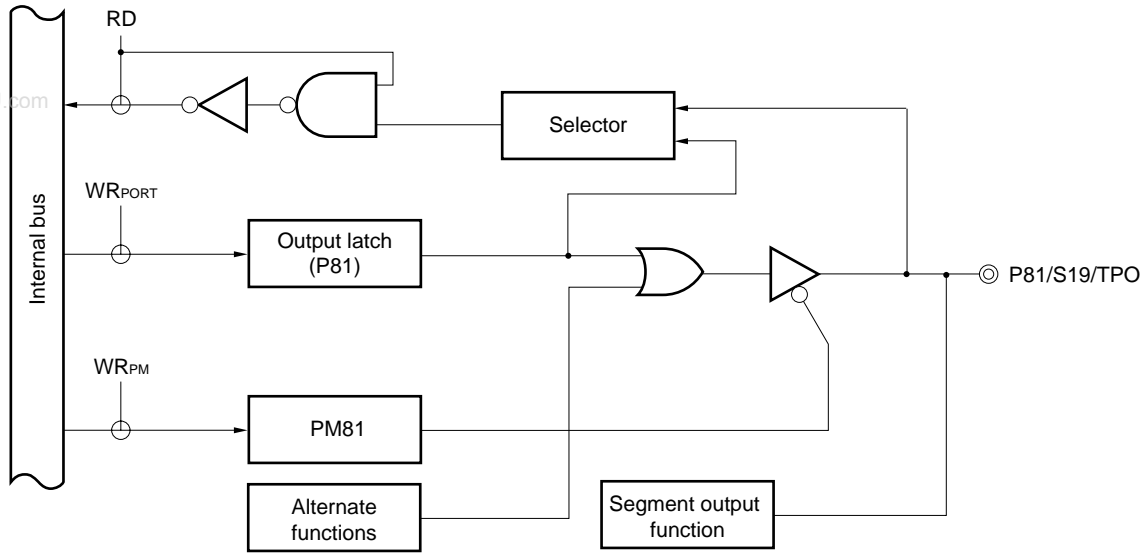 RD
.com
Selector
WRPORT
Internal bus
Output latch
(P81)
P81/S19/TPO
WRPM
PM81
Alternate
functions
Segment output
function